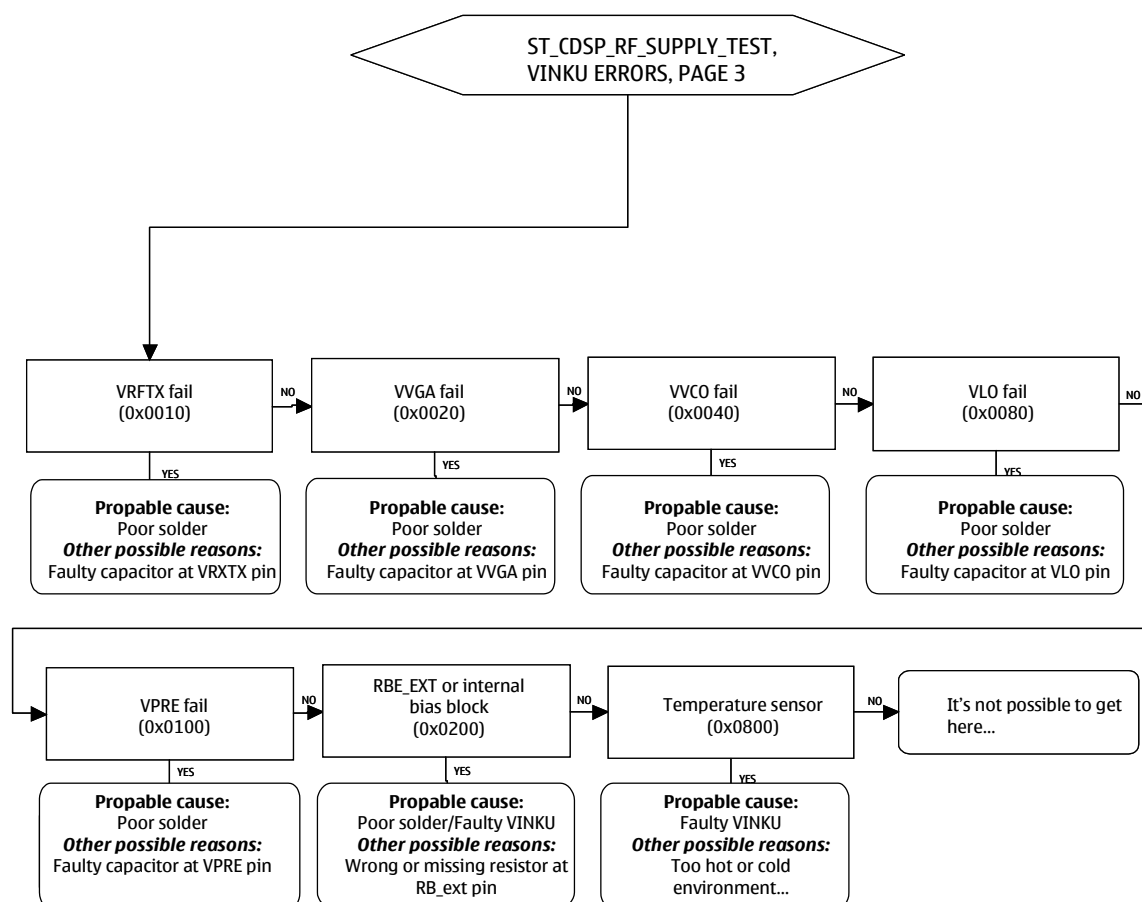 ST_CDSP_RF_SUPPLY_TEST,
VINKU ERRORS, PAGE 3
VRFTX fail
(0x0010)
NO
VVGA fail
(0x0020)
NO
VVCO fail
(0x0040)
NO
VLO fail
(0x0080)
NO
YES
YES
YES
YES
Propable cause:
Poor solder
Other possible reasons:
Faulty capacitor at VRXTX pin
Propable cause:
Poor solder
Other possible reasons:
Faulty capacitor at VVGA pin
Propable cause:
Poor solder
Other possible reasons:
Faulty capacitor at VVCO pin
Propable cause:
Poor solder
Other possible reasons:
Faulty capacitor at VLO pin
VPRE fail
(0x0100)
NO
RBE_EXT or internal
bias block
(0x0200)
NO
Temperature sensor
(0x0800)
NO
It's not possible to get
here...
YES
YES
YES
Propable cause:
Poor solder
Other possible reasons:
Faulty capacitor at VPRE pin
Propable cause:
Poor solder/Faulty VINKU
Other possible reasons:
Wrong or missing resistor at
RB_ext pin
Propable cause:
Faulty VINKU
Other possible reasons:
Too hot or cold
environment...